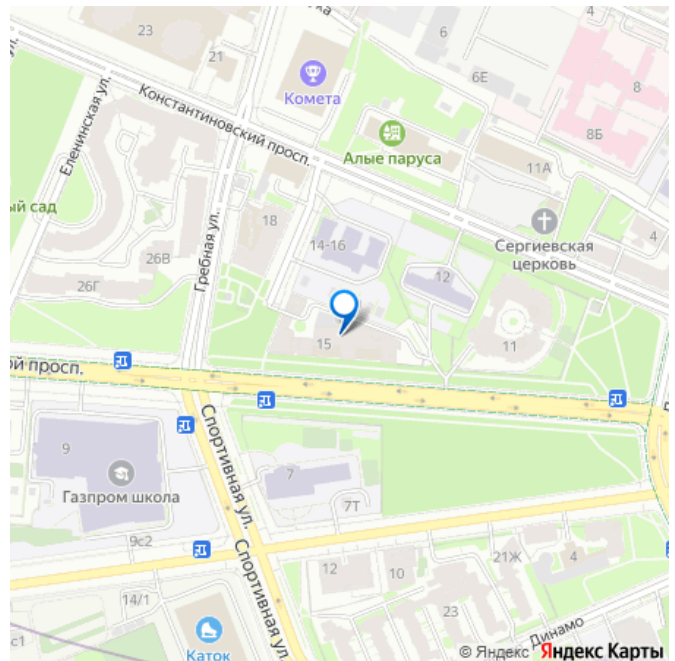 23
21
6
4
6Е
8
8Б
Комета
Константиновский просп.
Еленинская ул.
Алые паруса
11А
ый сад
18
Гребная ул.
14-16
Сергиевская
церковь
4
12
26В
26Г
15
11
ой просп.
9
Газпром школа
Спортивная ул.
7
7Т
9с2
Спортивная ул.
12
10
21Ж
4
14/1
23
Динамо
с1
Каток
© Яндекс Яндекс Карты